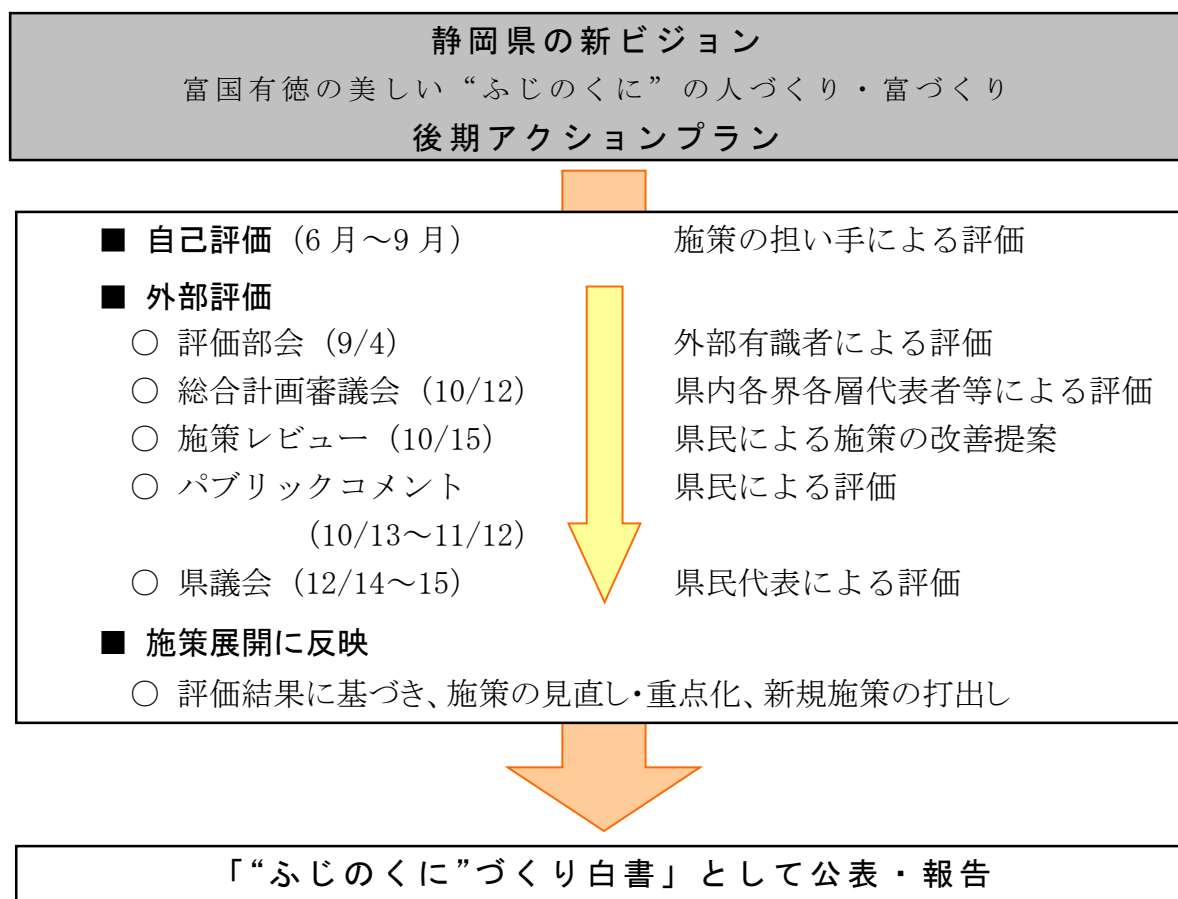 静岡県の新ビジョン
富国有徳の美しい“ふじのくに”の人づくり・富づくり
後期アクションプラン
■ 自己評価（6月～9月） 施策の担い手による評価
■ 外部評価
○ 評価部会（9/4） 外部有識者による評価
○ 総合計画審議会（10/12） 県内各界各層代表者等による評価
○ 施策レビュー（10/15） 県民による施策の改善提案
○ パブリックコメント 県民による評価
（10/13～11/12）
○ 県議会（12/14～15） 県民代表による評価
■ 施策展開に反映
○ 評価結果に基づき、施策の見直し・重点化、新規施策の打出し
「“ふじのくに”づくり白書」として公表・報告